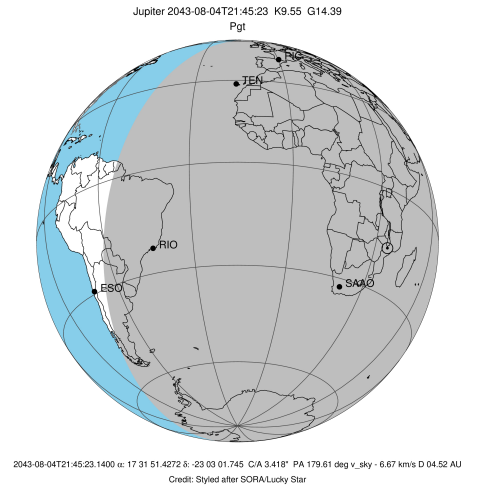 Jupiter 2043-08-04T21:45:23 K9.55 G14.39
Pgt
PIC
TEN
RIO
ESO
SAAO
2043-08-04T21:45:23.1400 α: 17 31 51.4272 δ: -23 03 01.745 C/A 3.418" PA 179.61 deg v_sky - 6.67 km/s D 04.52 AU
Credit: Styled after SORA/Lucky Star